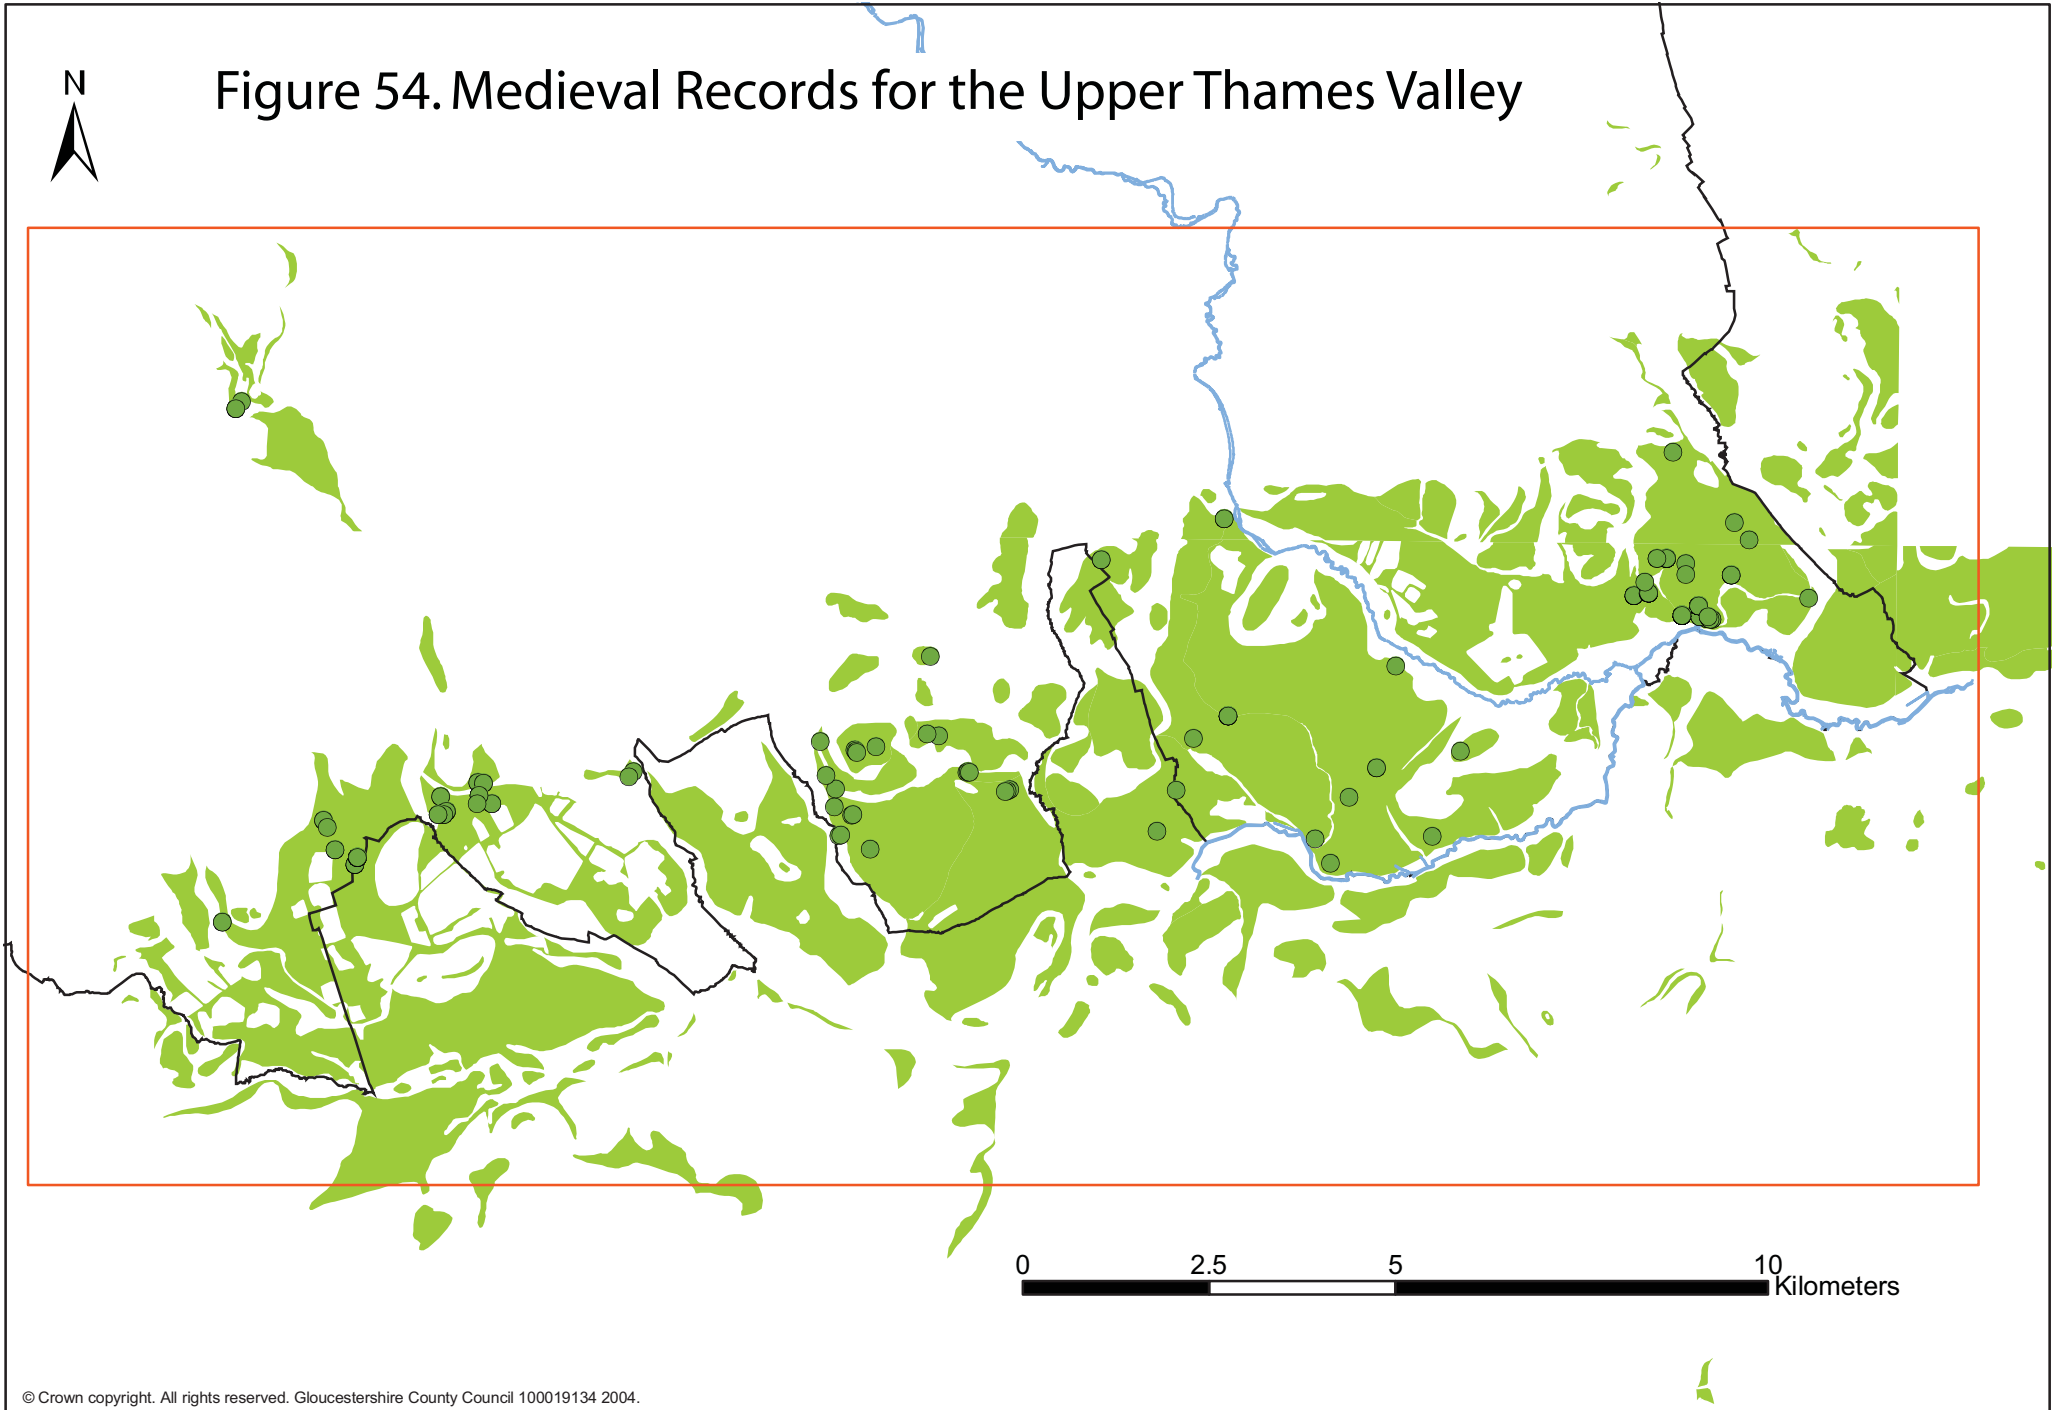 N
Figure 54. Medieval Records for the Upper Thames Valley
0 2.5 5 10
Kilometers
© Crown copyright. All rights reserved. Gloucestershire County Council 100019134 2004.